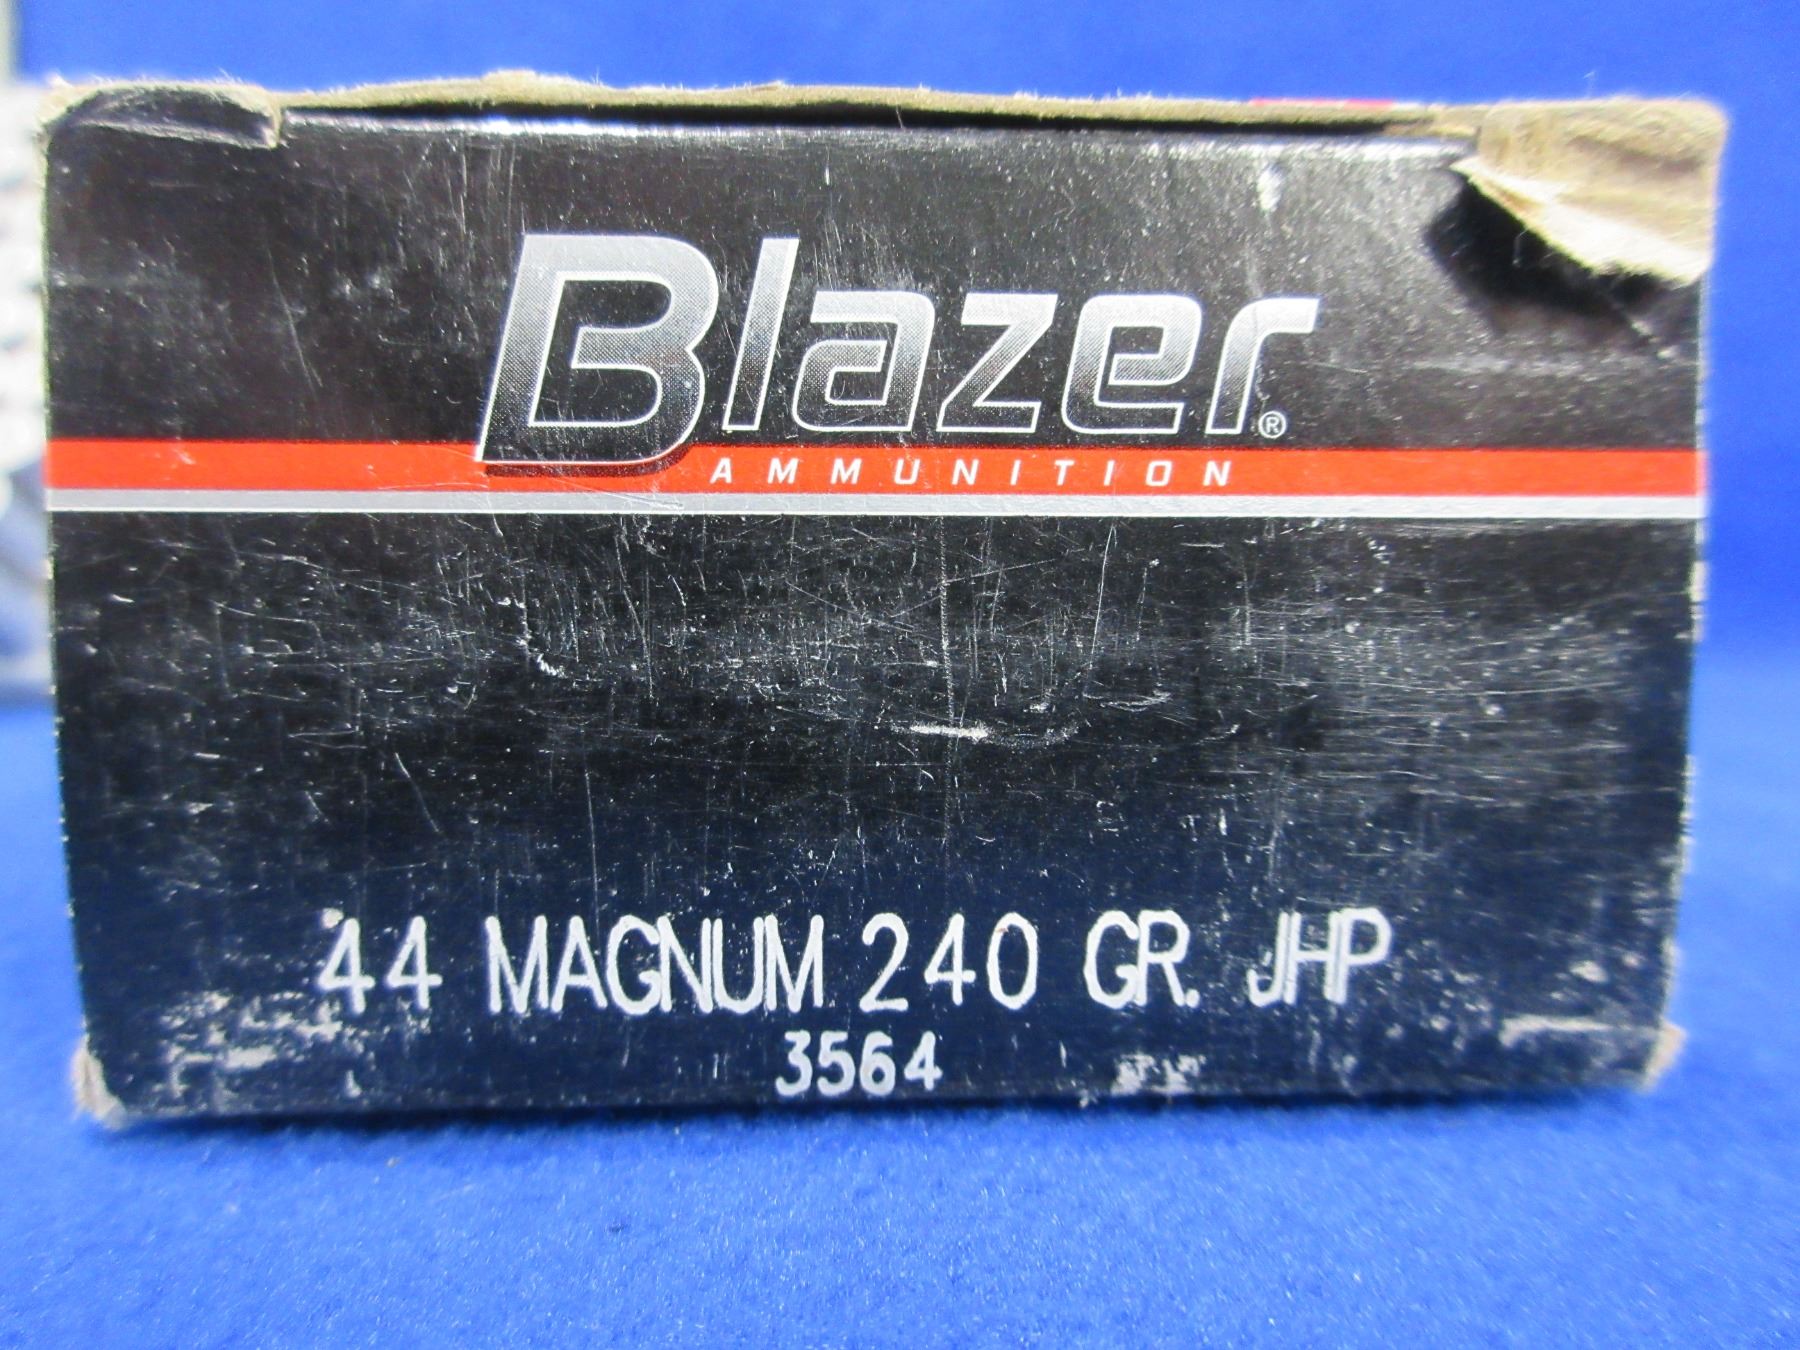 Blazer®
AMMUNITION
44 MAGNUM 240 GR. JHP
3564